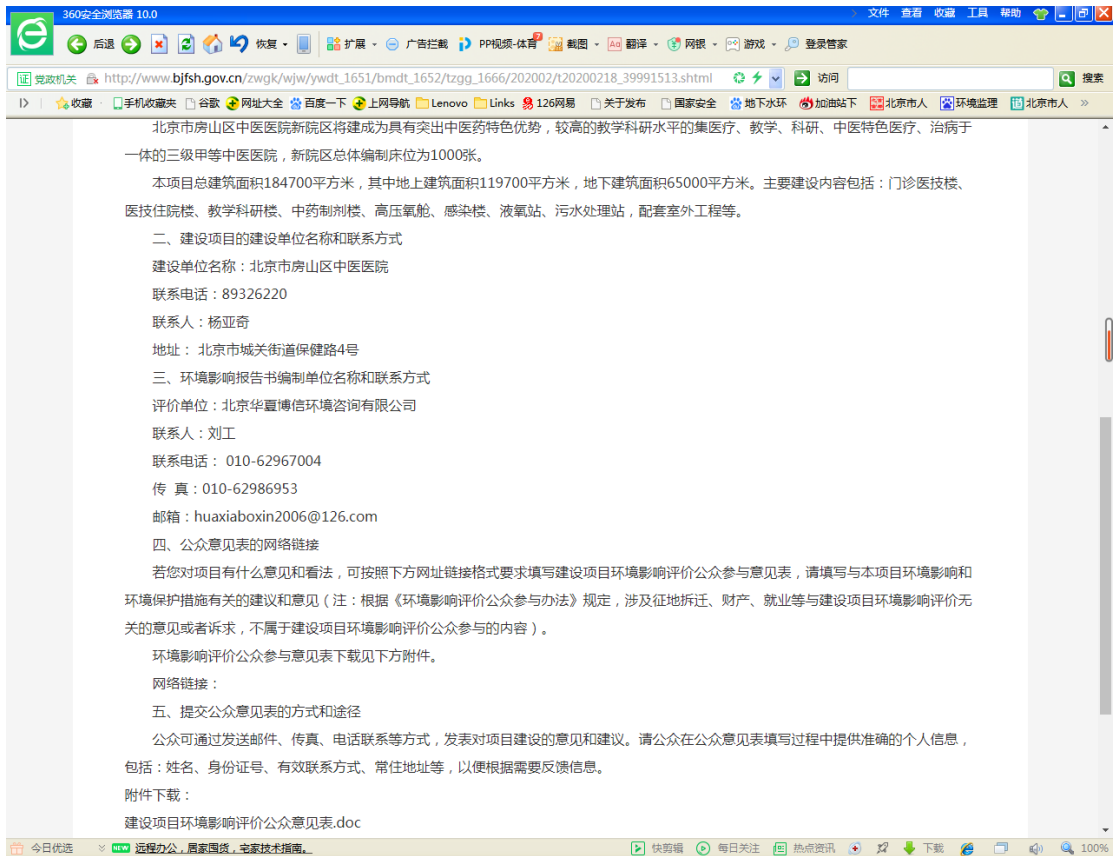 360安全浏览器 10.0
文件 查看 收藏 工具 帮助
后退 恢复 扩展 广告拦截 PP视频-体育 7 截图 翻译 网银 游戏 登录管家
证 党政机关 http://www.bjfsh.gov.cn/zwgk/wjw/ywdt_1651/bmdt_1652/tzgg_1666/202002/t20200218_39991513.shtml 访问 搜索
收藏 手机收藏夹 谷歌 网址大全 百度一下 上网导航 Lenovo Links 126网易 关于发布 国家安全 地下水环 加油站下 北京市人 环境监理 北京市人 »
北京市房山区中医医院新院区将建成为具有突出中医药特色优势，较高的教学科研水平的集医疗、教学、科研、中医特色医疗、治病于
一体的三级甲等中医医院，新院区总体编制床位为1000张。
本项目总建筑面积184700平方米，其中地上建筑面积119700平方米，地下建筑面积65000平方米。主要建设内容包括：门诊医技楼、
医技住院楼、教学科研楼、中药制剂楼、高压氧舱、感染楼、液氧站、污水处理站，配套室外工程等。
二、建设项目的建设单位名称和联系方式
建设单位名称：北京市房山区中医医院
联系电话：89326220
联系人：杨亚奇
地址： 北京市城关街道保健路4号
三、环境影响报告书编制单位名称和联系方式
评价单位：北京华夏博信环境咨询有限公司
联系人：刘工
联系电话： 010-62967004
传 真：010-62986953
邮箱：huaxiaboxin2006@126.com
四、公众意见表的网络链接
若您对项目有什么意见和看法，可按照下方网址链接格式要求填写建设项目环境影响评价公众参与意见表，请填写与本项目环境影响和
环境保护措施有关的建议和意见（注：根据《环境影响评价公众参与办法》规定，涉及征地拆迁、财产、就业等与建设项目环境影响评价无
关的意见或者诉求，不属于建设项目环境影响评价公众参与的内容）。
环境影响评价公众参与意见表下载见下方附件。
网络链接：
五、提交公众意见表的方式和途径
公众可通过发送邮件、传真、电话联系等方式，发表对项目建设的意见和建议。请公众在公众意见表填写过程中提供准确的个人信息，
包括：姓名、身份证号、有效联系方式、常住地址等，以便根据需要反馈信息。
附件下载：
建设项目环境影响评价公众意见表.doc
今日优选 NEW 远程办公，居家囤货，宅家技术指南。 快剪辑 每日关注 热点资讯 下载 100%